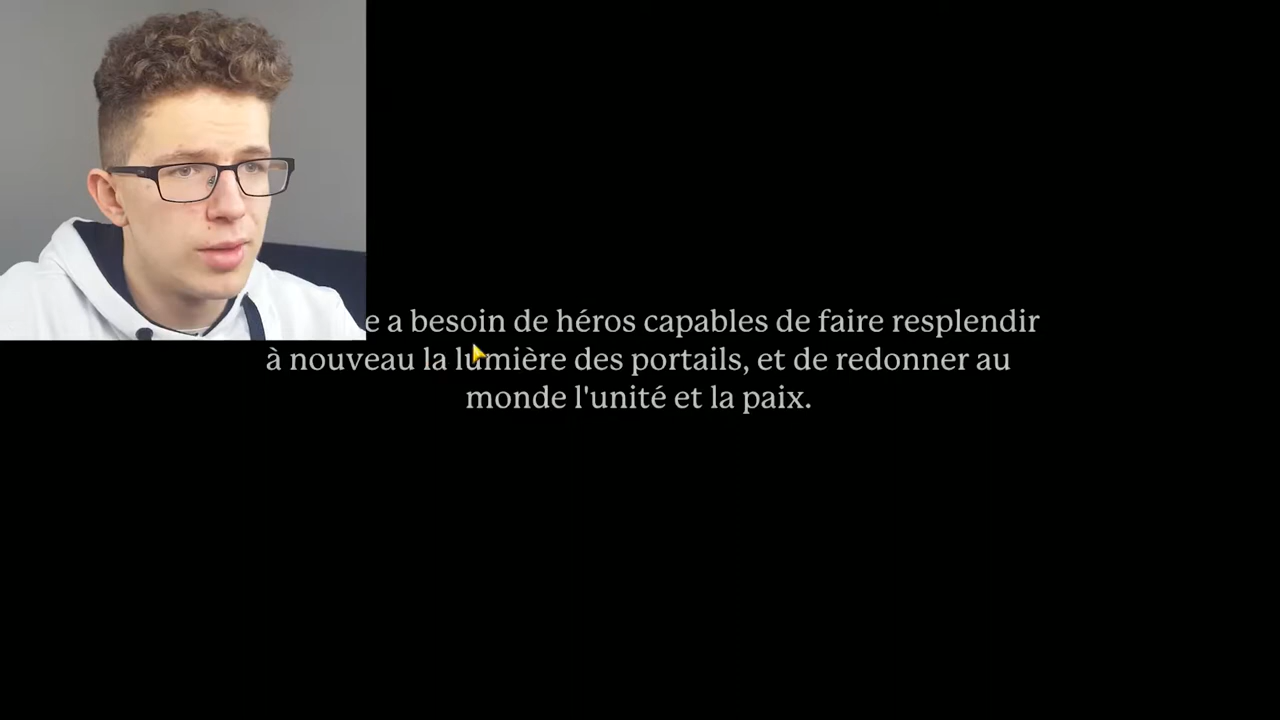 a besoin de héros capables de faire resplendir
à nouveau la lumière des portails, et de redonner au
monde l'unité et la paix.